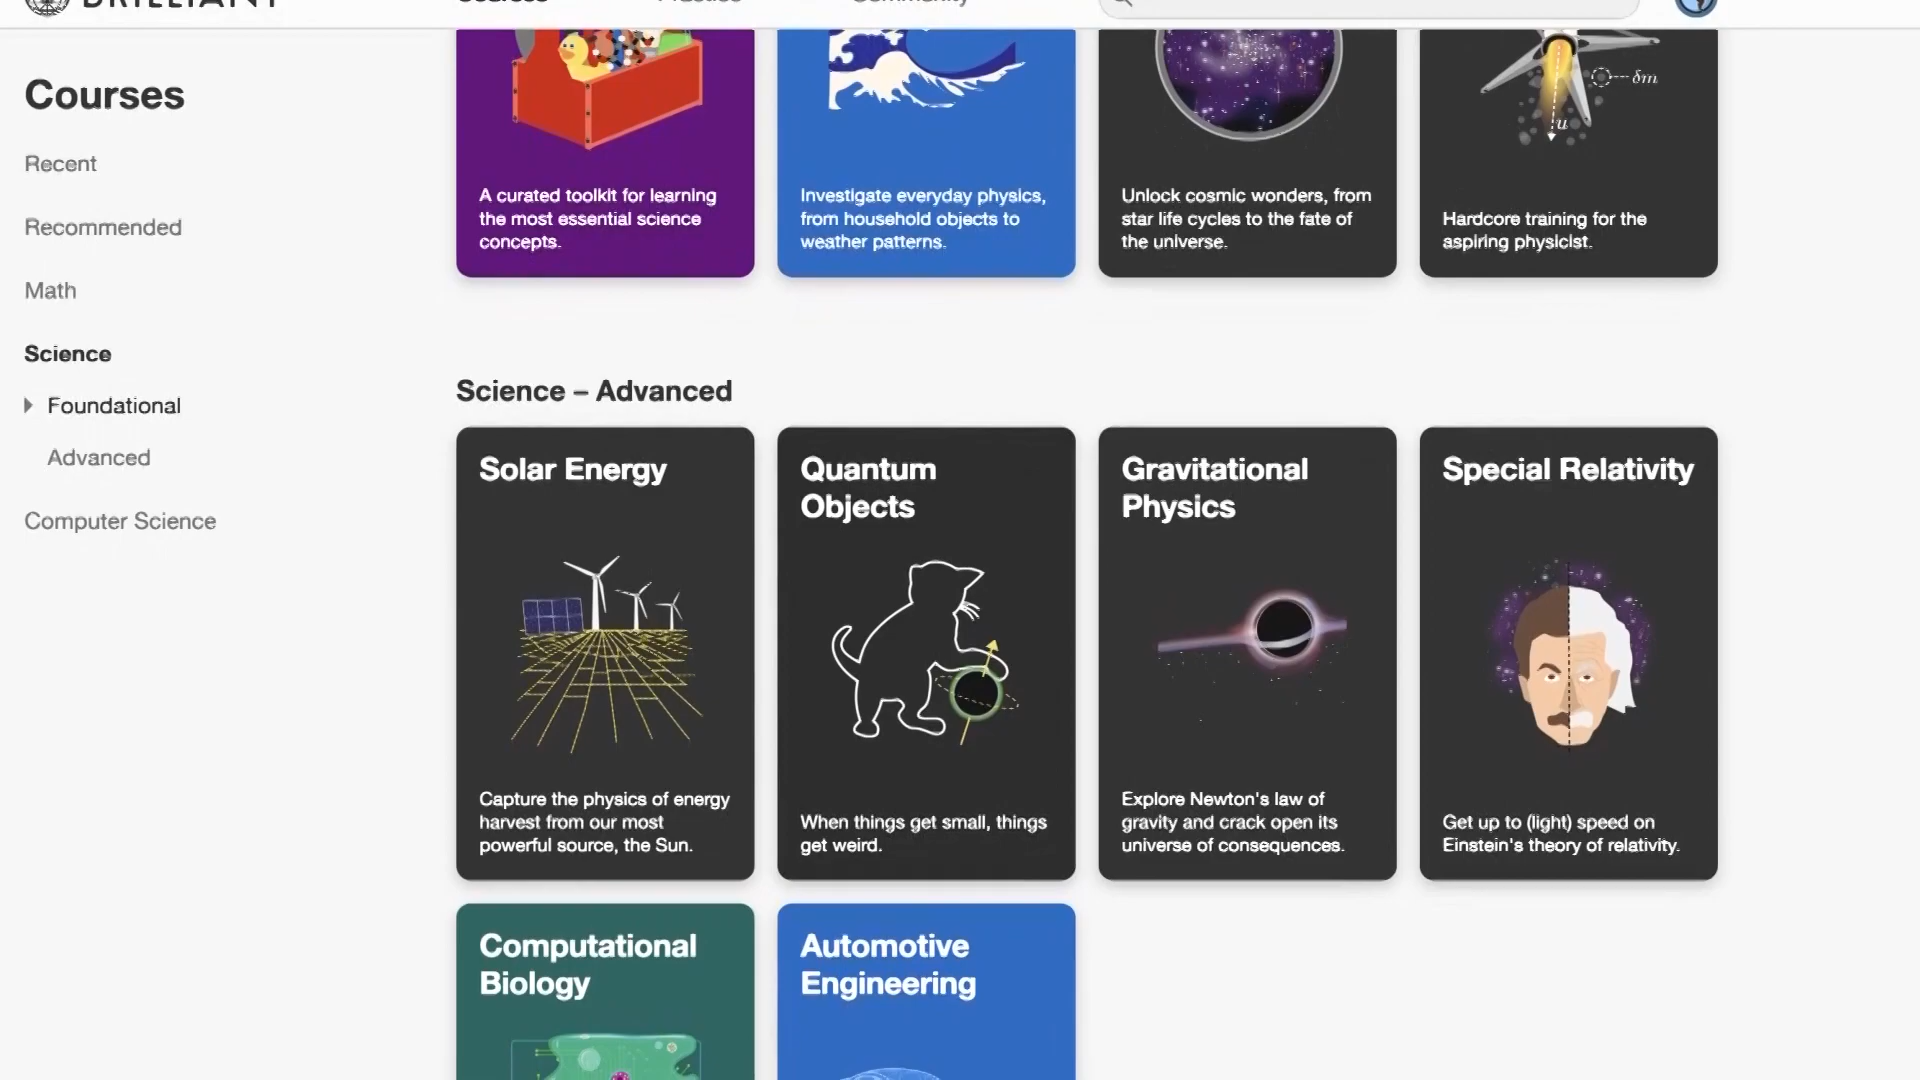 BRILLIANT
Courses
Practice
Community
Courses
Recent
Recommended
Math
Science
Foundational
Advanced
Computer Science
A curated toolkit for learning
the most essential science
concepts.
Investigate everyday physics,
from household objects to
weather patterns.
Unlock cosmic wonders, from
star life cycles to the fate of
the universe.
δm
u
Hardcore training for the
aspiring physicist.
Science – Advanced
Solar Energy
Capture the physics of energy
harvest from our most
powerful source, the Sun.
Quantum
Objects
When things get small, things
get weird.
Gravitational
Physics
Explore Newton's law of
gravity and crack open its
universe of consequences.
Special Relativity
Get up to (light) speed on
Einstein's theory of relativity.
Computational
Biology
Automotive
Engineering